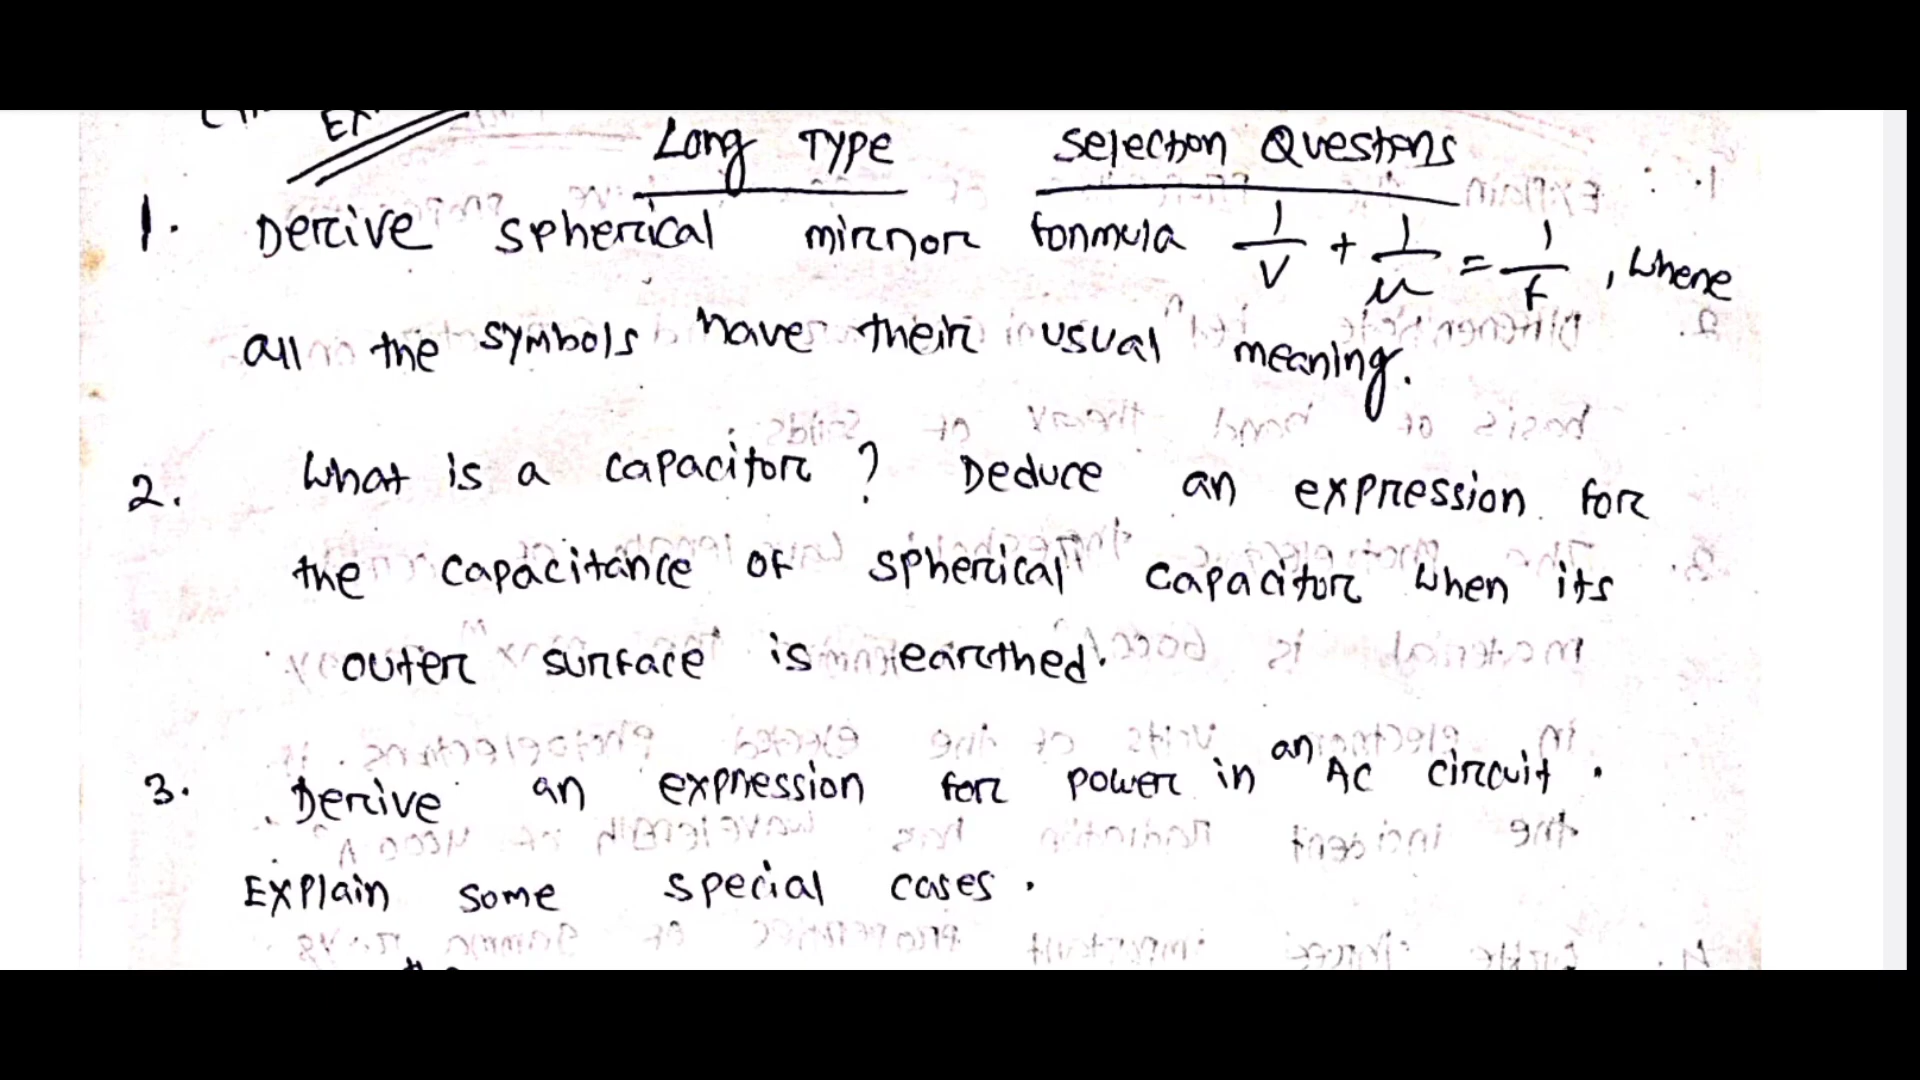 Long TYPE Selection Questions
1. Derive spherical mirror formula 1/v + 1/u = 1/f , where
all the symbols have their usual meaning.
2. What is a capacitor ? Deduce an expression for
the capacitance of spherical capacitor when its
outer surface is earthed.
3. Derive an expression for power in an AC circuit .
Explain some special cases .